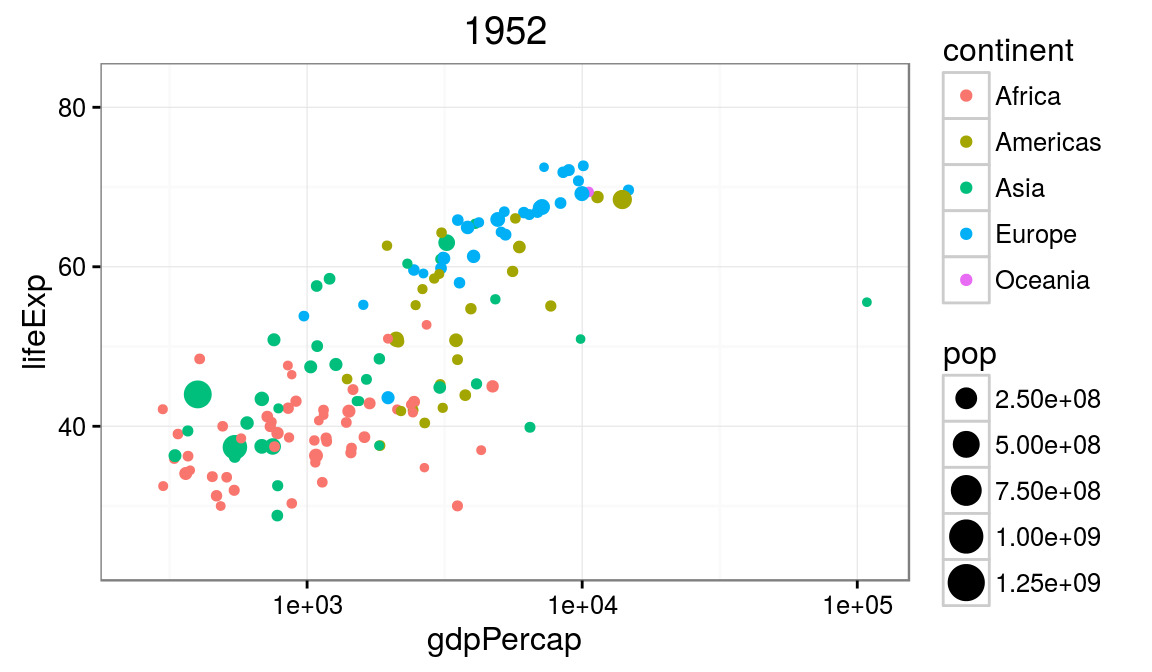 1952
lifeExp
80
60
40
1e+03
1e+04
1e+05
gdpPercap
continent
Africa
Americas
Asia
Europe
Oceania
pop
2.50e+08
5.00e+08
7.50e+08
1.00e+09
1.25e+09